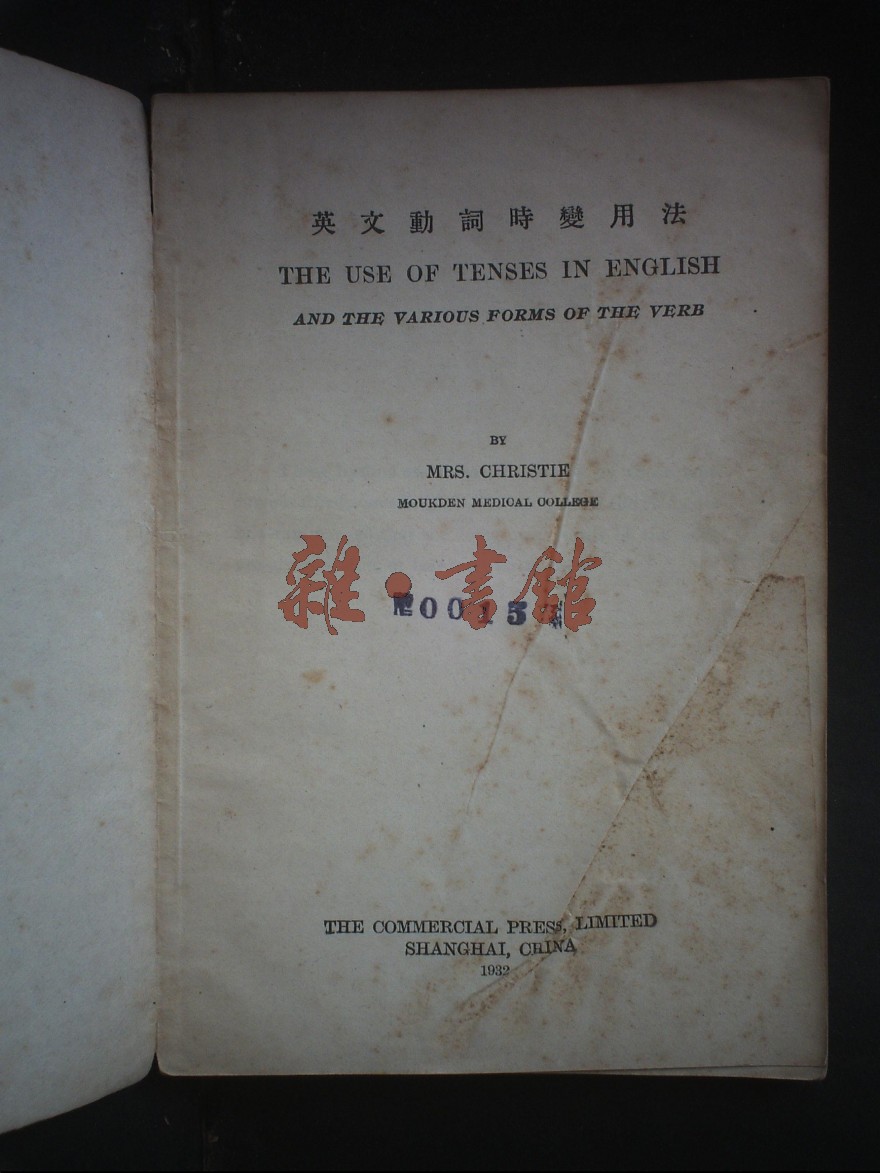 英文動詞時變用法
THE USE OF TENSES IN ENGLISH
AND THE VARIOUS FORMS OF THE VERB
BY
MRS. CHRISTIE
MOUKDEN MEDICAL COLLEGE
雜·書館
THE COMMERCIAL PRESS, LIMITED
SHANGHAI, CHINA
1932